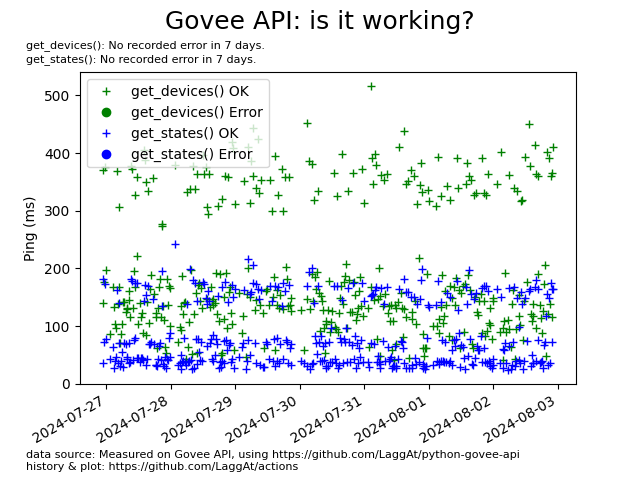 Govee API: is it working?
get_devices(): No recorded error in 7 days.
get_states(): No recorded error in 7 days.
get_devices() OK
get_devices() Error
get_states() OK
get_states() Error
Ping (ms)
500
400
300
200
100
0
2024-07-27
2024-07-28
2024-07-29
2024-07-30
2024-07-31
2024-08-01
2024-08-02
2024-08-03
data source: Measured on Govee API, using https://github.com/LaggAt/python-govee-api
history & plot: https://github.com/LaggAt/actions